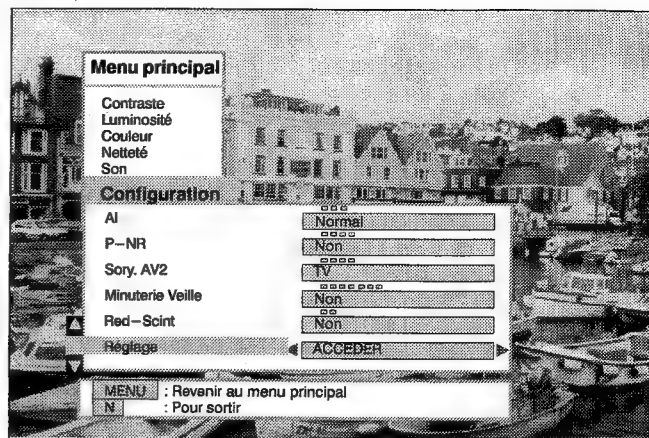 Menu principal
Contraste
Luminosité
Couleur
Netteté
Son
Configuration
AI Normal
P-NR Non
Sory. AV2 TV
Minuterie Veille Non
Red-Scint Non
Réglage ACCEDER
MENU : Revenir au menu principal
N : Pour sortir